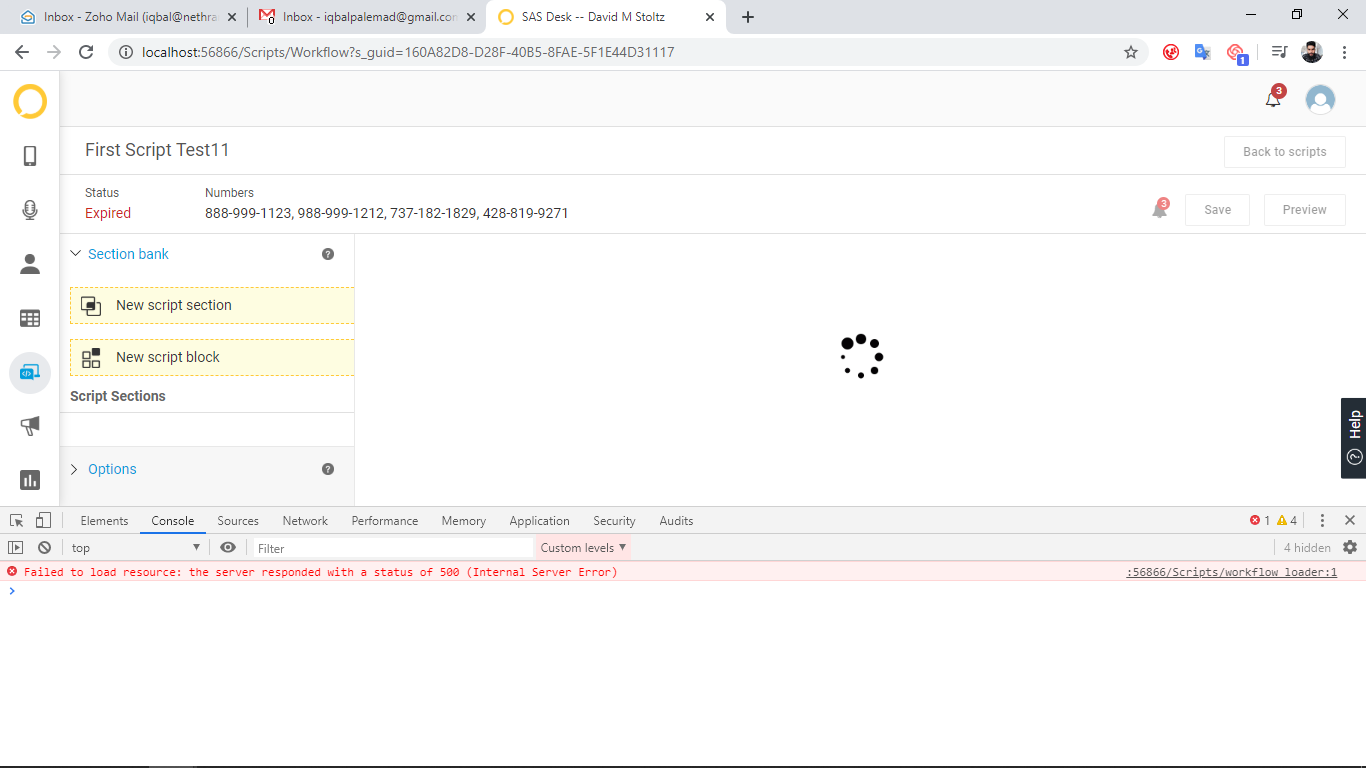 Inbox - Zoho Mail (iqbal@nethra
Inbox - iqbalpalemad@gmail.con
SAS Desk -- David M Stoltz
localhost:56866/Scripts/Workflow?s_guid=160A82D8-D28F-40B5-8FAE-5F1E44D31117
1
3
First Script Test11
Back to scripts
Status
Numbers
Expired
888-999-1123, 988-999-1212, 737-182-1829, 428-819-9271
3
Save
Preview
Section bank
New script section
New script block
Script Sections
Options
Help
Elements
Console
Sources
Network
Performance
Memory
Application
Security
Audits
1
4
top
Filter
Custom levels
4 hidden
Failed to load resource: the server responded with a status of 500 (Internal Server Error)
:56866/Scripts/workflow_loader:1